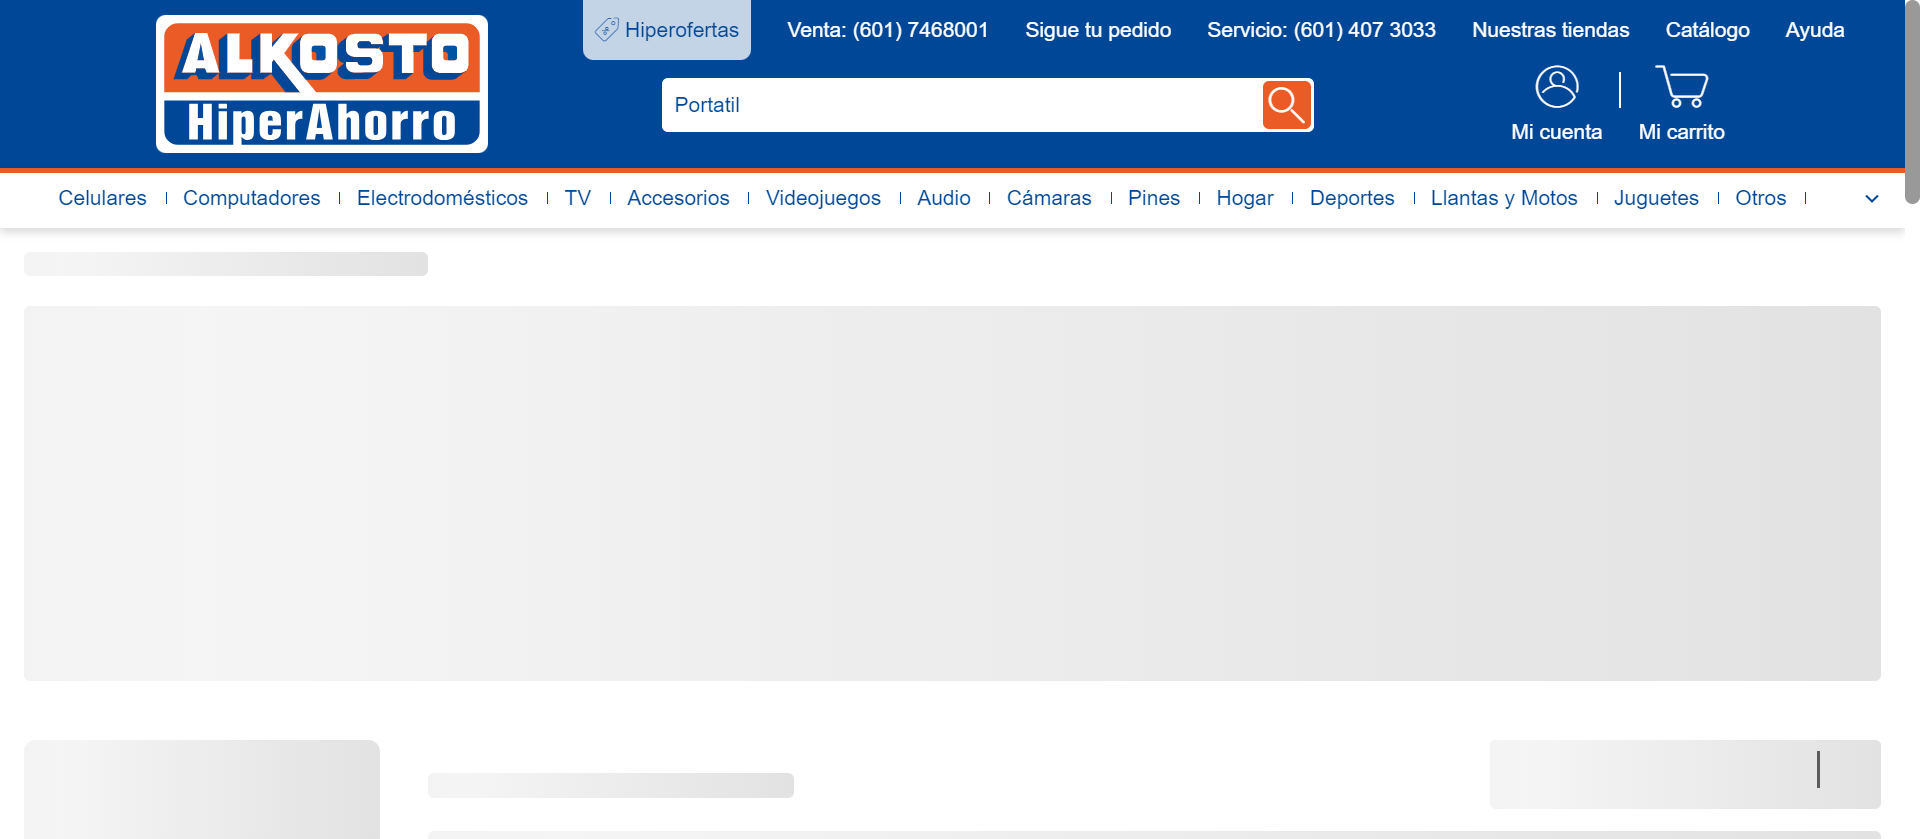 ALKOSTO
HiperAhorro
Hiperofertas
Venta: (601) 7468001
Sigue tu pedido
Servicio: (601) 407 3033
Nuestras tiendas
Catálogo
Ayuda
Portatil
Mi cuenta
Mi carrito
Celulares
Computadores
Electrodomésticos
TV
Accesorios
Videojuegos
Audio
Cámaras
Pines
Hogar
Deportes
Llantas y Motos
Juguetes
Otros